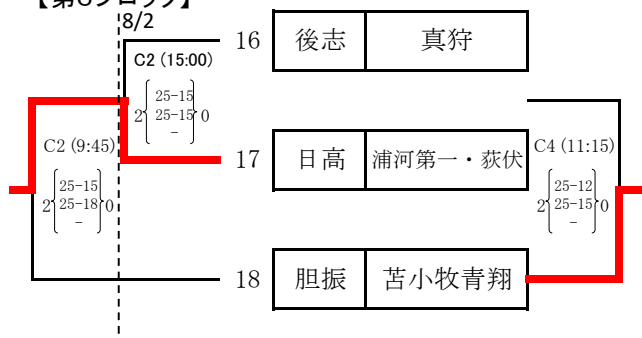 8/2
16 後志 真狩
C2 (15:00)
25-15
2 25-15 0
-
17 日高 浦河第一・荻伏
C2 (9:45)
25-15
2 25-18 0
-
C4 (11:15)
25-12
2 25-15 0
-
18 胆振 苫小牧青翔